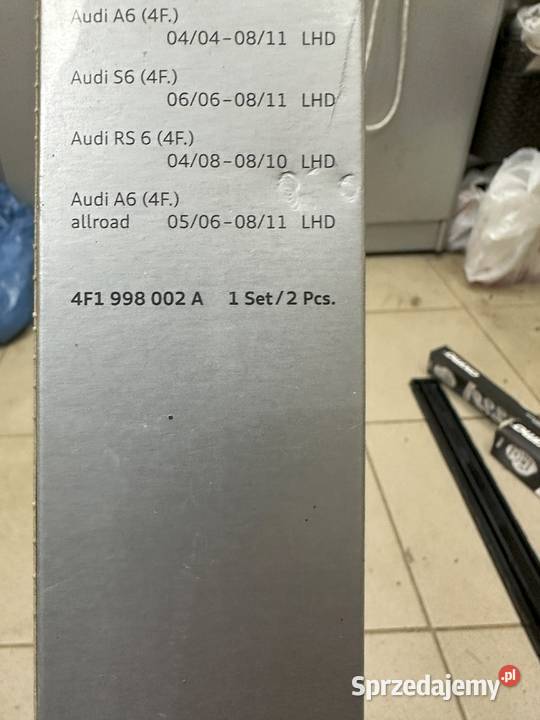 Audi A6 (4F.)
04/04-08/11 LHD
Audi S6 (4F.)
06/06-08/11 LHD
Audi RS 6 (4F.)
04/08-08/10 LHD
Audi A6 (4F.)
allroad 05/06-08/11 LHD
4F1 998 002 A 1 Set/2 Pcs.
Sprzedajemy.pl